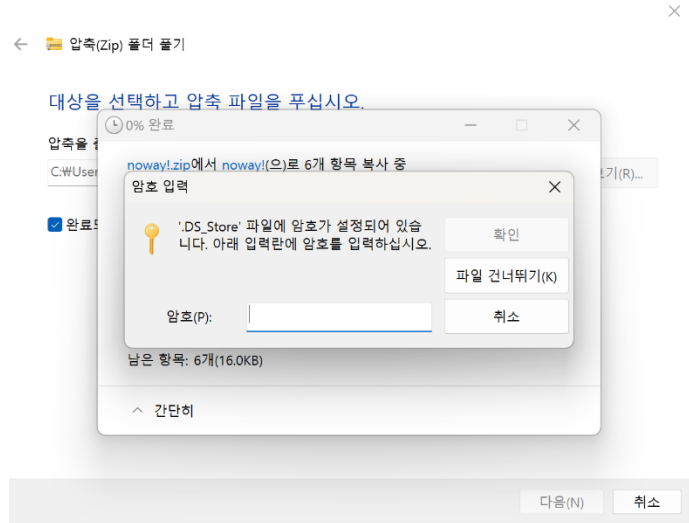 압축(Zip) 폴더 풀기
대상을 선택하고 압축 파일을 푸십시오.
0% 완료
압축을
noway!.zip에서 noway!(으)로 6개 항목 복사 중
C:₩User
기(R)...
암호 입력
완료
'.DS_Store' 파일에 암호가 설정되어 있습
니다. 아래 입력란에 암호를 입력하십시오.
확인
파일 건너뛰기(K)
암호(P):
취소
남은 항목: 6개(16.0KB)
간단히
다음(N)
취소